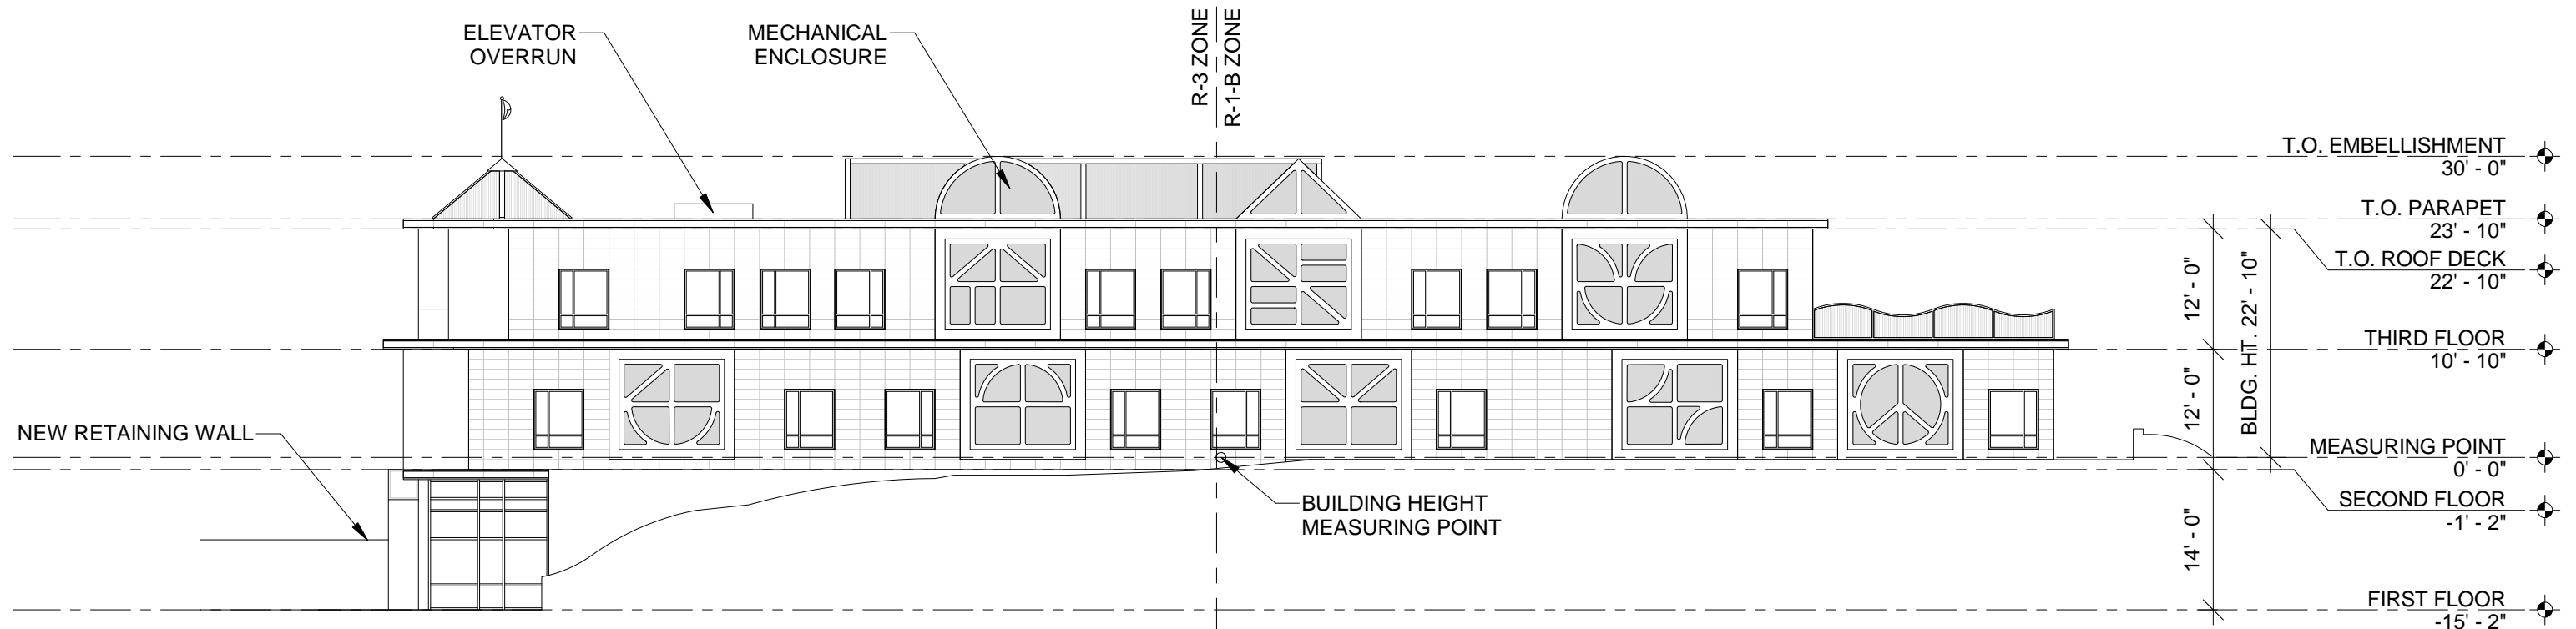 ELEVATOR
OVERRUN
MECHANICAL
ENCLOSURE
R-3 ZONE
R-1-B ZONE
T.O. EMBELLISHMENT
30' - 0"
T.O. PARAPET
23' - 10"
T.O. ROOF DECK
22' - 10"
12' - 0"
BLDG. HT. 22' - 10"
THIRD FLOOR
10' - 10"
12' - 0"
NEW RETAINING WALL
MEASURING POINT
0' - 0"
BUILDING HEIGHT
MEASURING POINT
SECOND FLOOR
-1' - 2"
14' - 0"
FIRST FLOOR
-15' - 2"